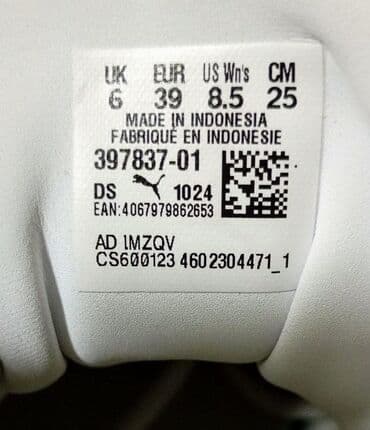 UK EUR US Wn's CM
6 39 8.5 25
MADE IN INDONESIA
FABRIQUÉ EN INDONESIE
397837-01
DS 1024
EAN:4067979862653
AD IMZQV
CS600123 4602304471_1